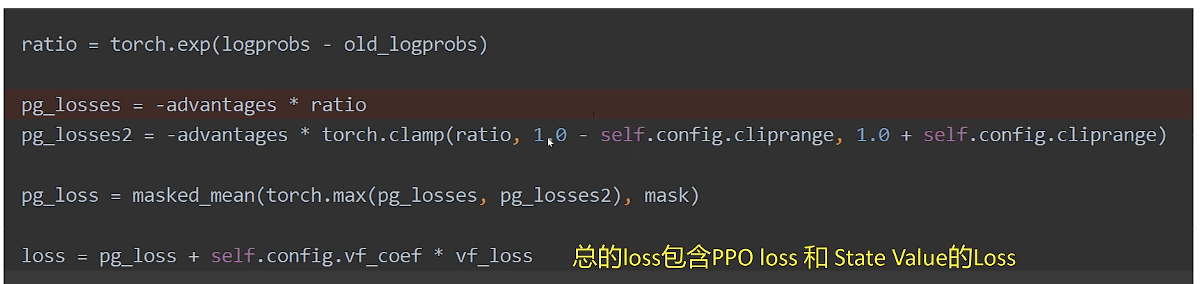 ratio = torch.exp(logprobs - old_logprobs)
pg_losses = -advantages * ratio
pg_losses2 = -advantages * torch.clamp(ratio, 1.0 - self.config.cliprange, 1.0 + self.config.cliprange)
pg_loss = masked_mean(torch.max(pg_losses, pg_losses2), mask)
loss = pg_loss + self.config.vf_coef * vf_loss 总的loss包含PPO loss 和 State Value的Loss